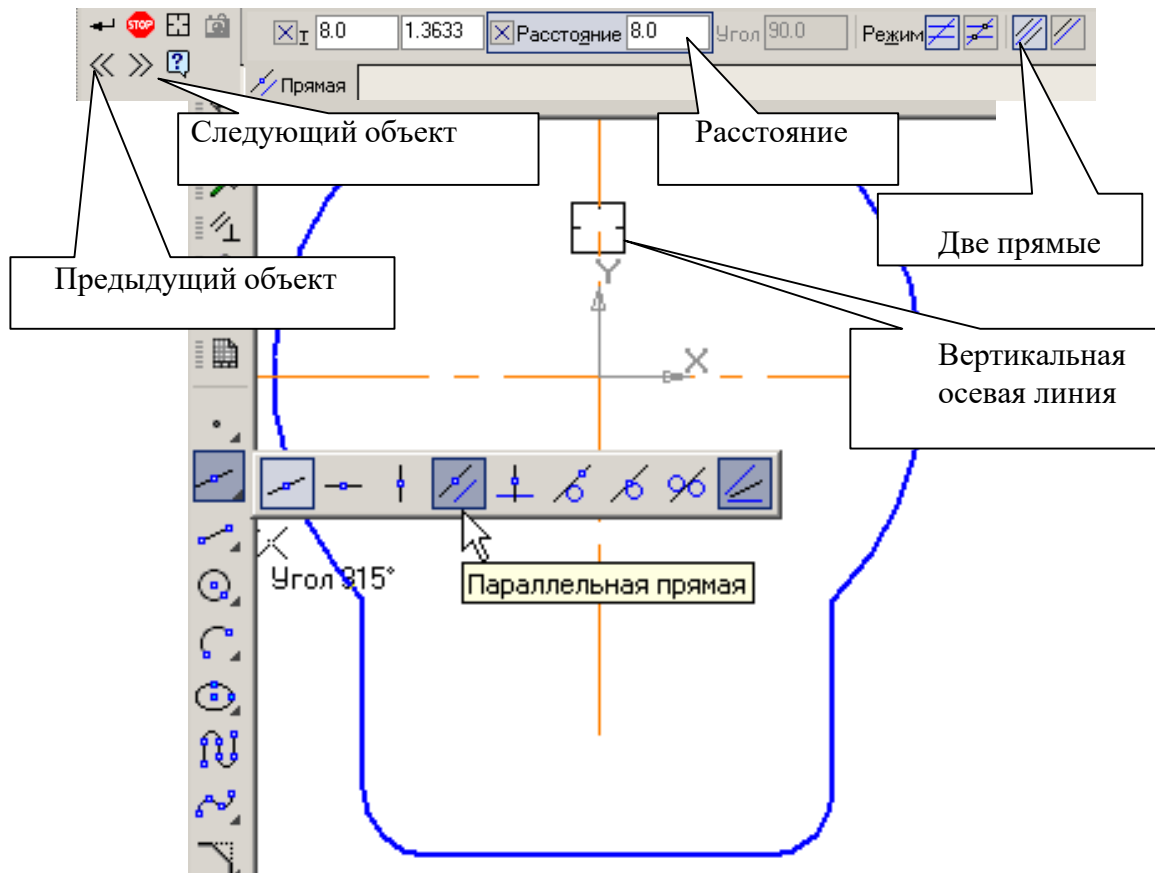 STOP
т 8.0 1.3633 Расстояние 8.0 Угол 90.0 Режим
?
Прямая
Следующий объект
Расстояние
Две прямые
Предыдущий объект
Y
X
Вертикальная
осевая линия
Угол 315°
Параллельная прямая